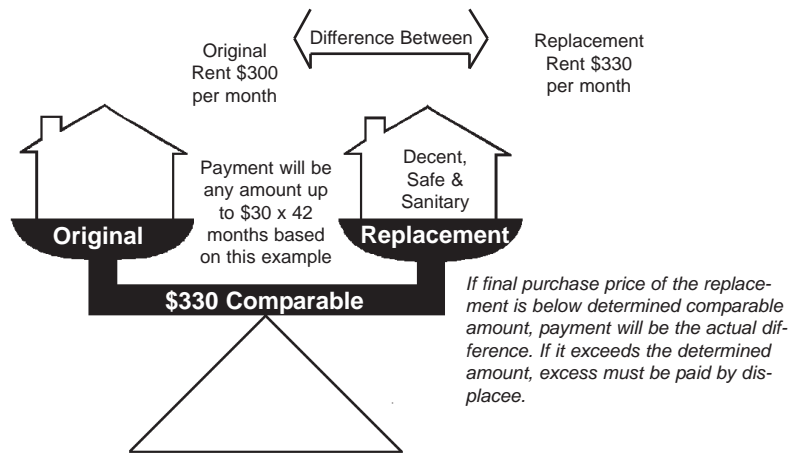 Difference Between
Original
Rent $300
per month
Replacement
Rent $330
per month
Payment will be
any amount up
to $30 x 42
months based
on this example
Decent,
Safe &
Sanitary
Original
Replacement
$330 Comparable
If final purchase price of the replace-
ment is below determined comparable
amount, payment will be the actual dif-
ference. If it exceeds the determined
amount, excess must be paid by dis-
placee.